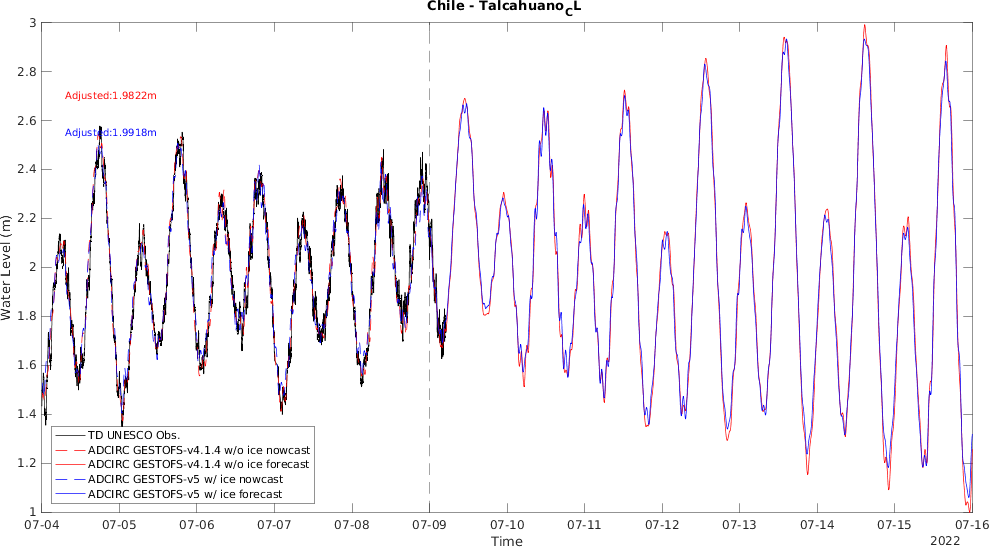 Chile - Talcahuano_CL
3
2.8
2.6
2.4
2.2
2
1.8
1.6
1.4
1.2
1
Water Level (m)
Adjusted:1.9822m
Adjusted:1.9918m
TD UNESCO Obs.
ADCIRC GESTOFS-v4.1.4 w/o ice nowcast
ADCIRC GESTOFS-v4.1.4 w/o ice forecast
ADCIRC GESTOFS-v5 w/ ice nowcast
ADCIRC GESTOFS-v5 w/ ice forecast
07-04 07-05 07-06 07-07 07-08 07-09 07-10 07-11 07-12 07-13 07-14 07-15 07-16
Time
2022